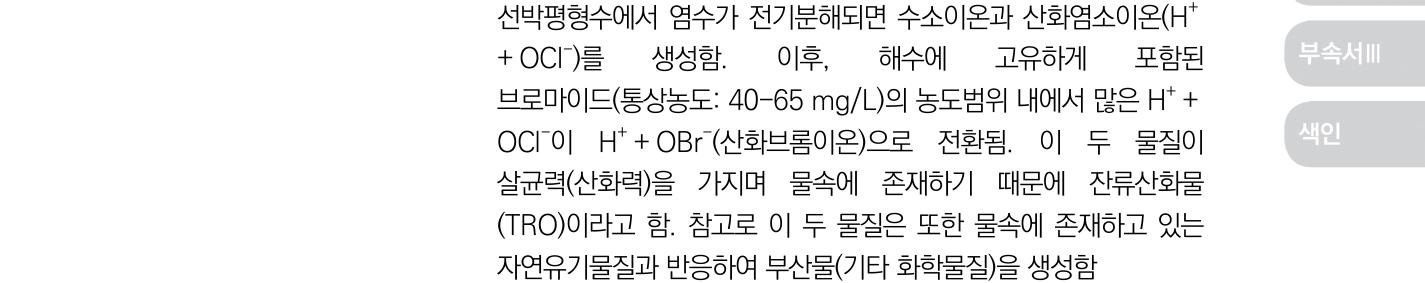 선박평형수에서 염수가 전기분해되면 수소이온과 산화염소이온(H⁺
+ OCl⁻)를 생성함. 이후, 해수에 고유하게 포함된
브로마이드(통상농도: 40–65 mg/L)의 농도범위 내에서 많은 H⁺ +
OCl⁻이 H⁺ + OBr⁻(산화브롬이온)으로 전환됨. 이 두 물질이
살균력(산화력)을 가지며 물속에 존재하기 때문에 잔류산화물
(TRO)이라고 함. 참고로 이 두 물질은 또한 물속에 존재하고 있는
자연유기물질과 반응하여 부산물(기타 화학물질)을 생성함
부속서Ⅲ
색인